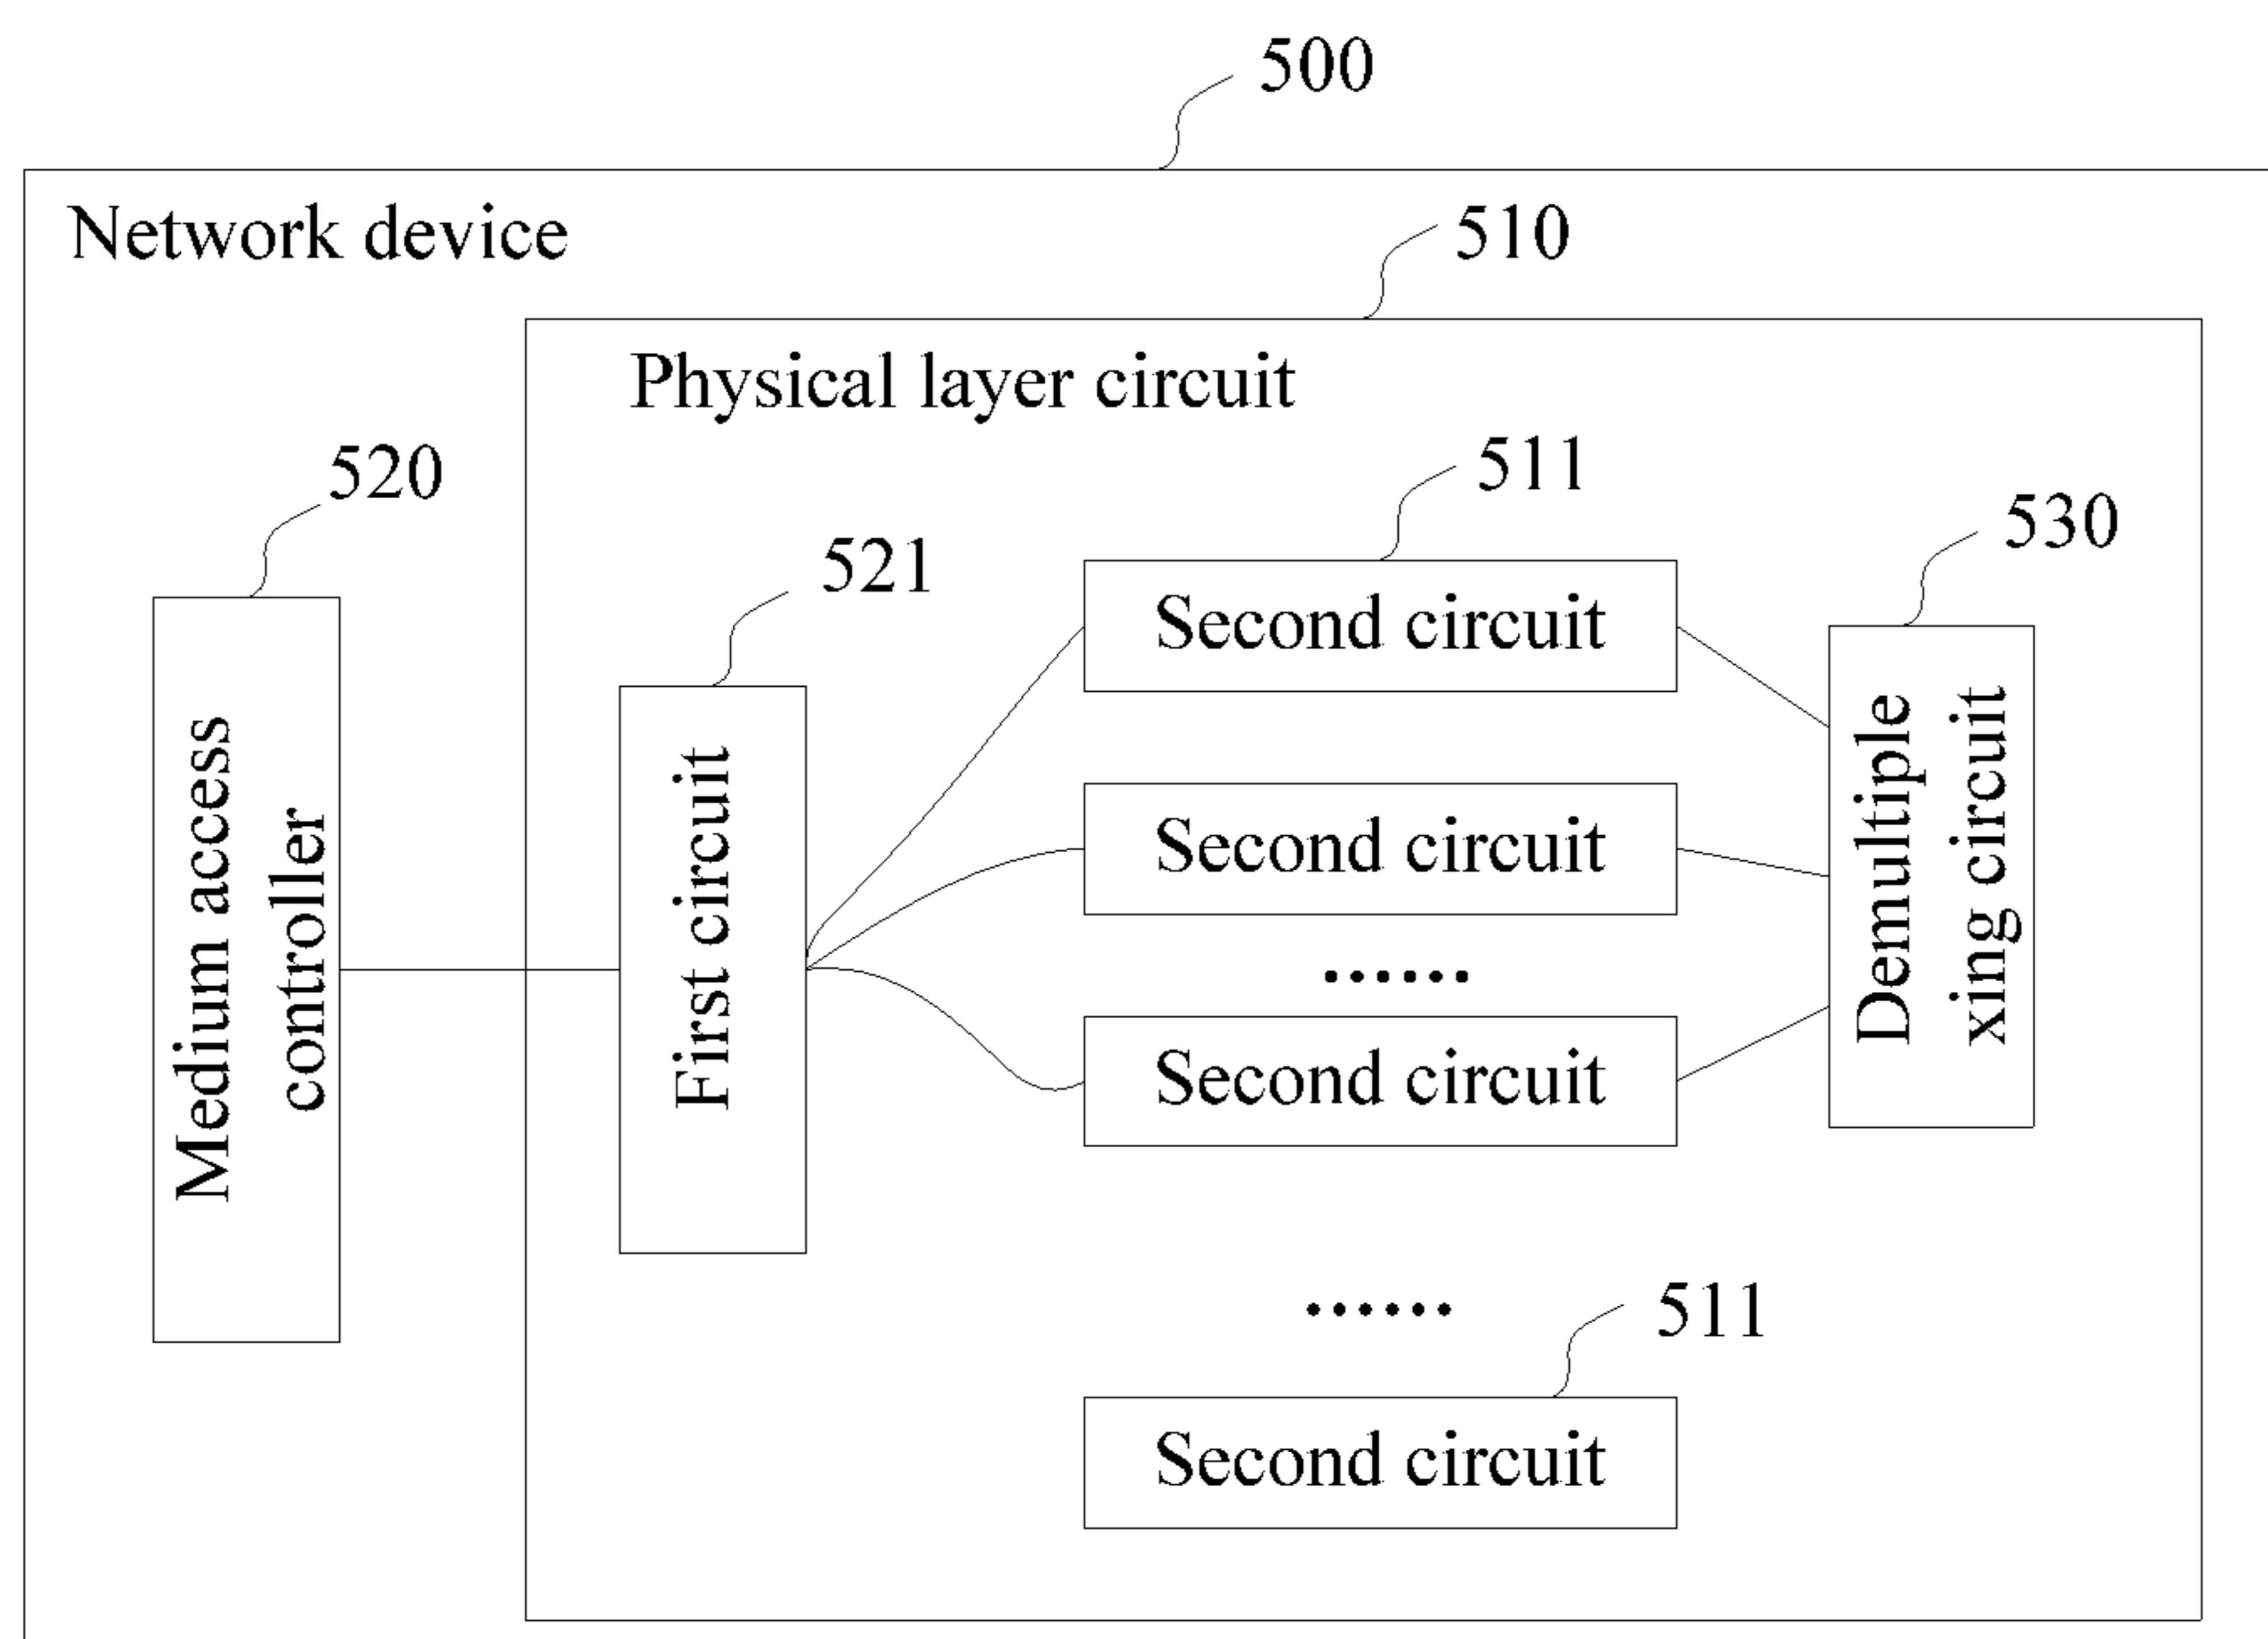 500
Network device
510
Physical layer circuit
520
511
530
521
Second circuit
Medium access
controller
First circuit
Demultiple
xing circuit
Second circuit
......
Second circuit
......
511
Second circuit